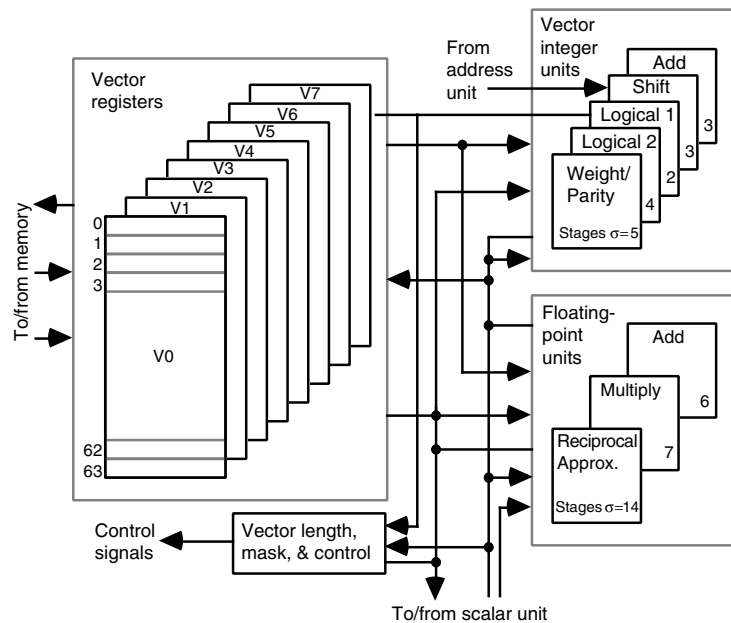 Vector
registers
V7
V6
V5
V4
V3
V2
V1
0
1
2
3
V0
62
63
To/from memory
From
address
unit
Vector
integer
units
Add
3
Shift
3
Logical 1
2
Logical 2
4
Weight/
Parity
Stages σ=5
Floating-
point
units
Add
6
Multiply
7
Reciprocal
Approx.
Stages σ=14
Control
signals
Vector length,
mask, & control
To/from scalar unit